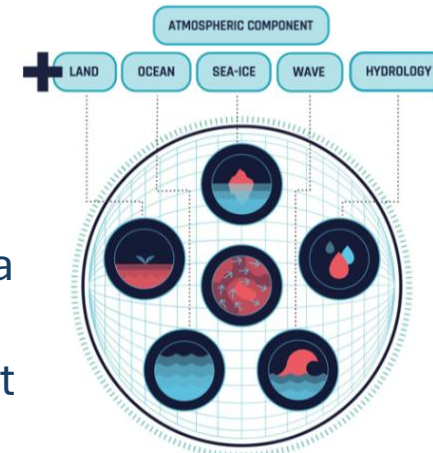 ATMOSPHERIC COMPONENT
+ LAND OCEAN SEA-ICE WAVE HYDROLOGY
a
t